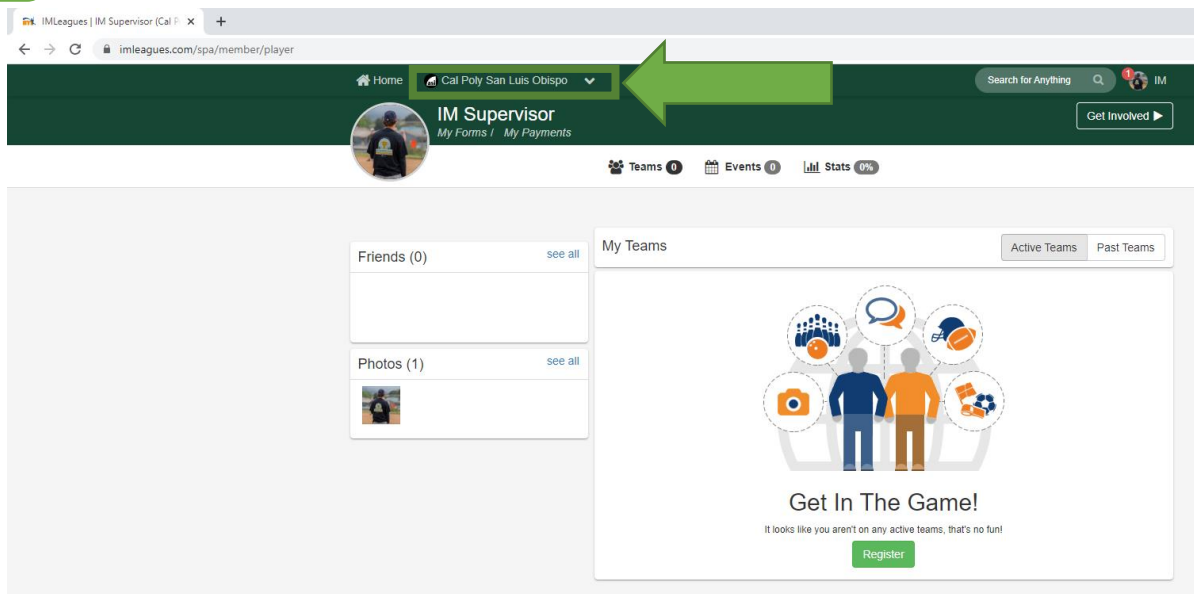 IMLeagues | IM Supervisor (Cal P
imleagues.com/spa/member/player
Home
Cal Poly San Luis Obispo
Search for Anything
1
IM
IM Supervisor
My Forms / My Payments
Get Involved
Teams 0
Events 0
Stats 0%
Friends (0)
see all
My Teams
Active Teams
Past Teams
Photos (1)
see all
Get In The Game!
It looks like you aren't on any active teams, that's no fun!
Register